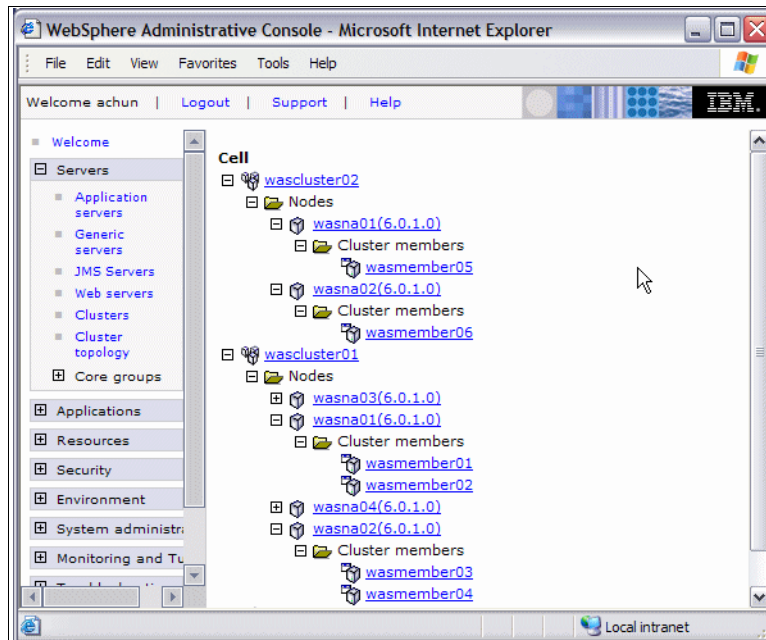 WebSphere Administrative Console - Microsoft Internet Explorer
File Edit View Favorites Tools Help
Welcome achun | Logout | Support | Help
IBM.
Welcome
Servers
Application servers
Generic servers
JMS Servers
Web servers
Clusters
Cluster topology
Core groups
Applications
Resources
Security
Environment
System administr
Monitoring and Tu
Cell
wascluster02
Nodes
wasna01(6.0.1.0)
Cluster members
wasmember05
wasna02(6.0.1.0)
Cluster members
wasmember06
wascluster01
Nodes
wasna03(6.0.1.0)
wasna01(6.0.1.0)
Cluster members
wasmember01
wasmember02
wasna04(6.0.1.0)
wasna02(6.0.1.0)
Cluster members
wasmember03
wasmember04
Local intranet